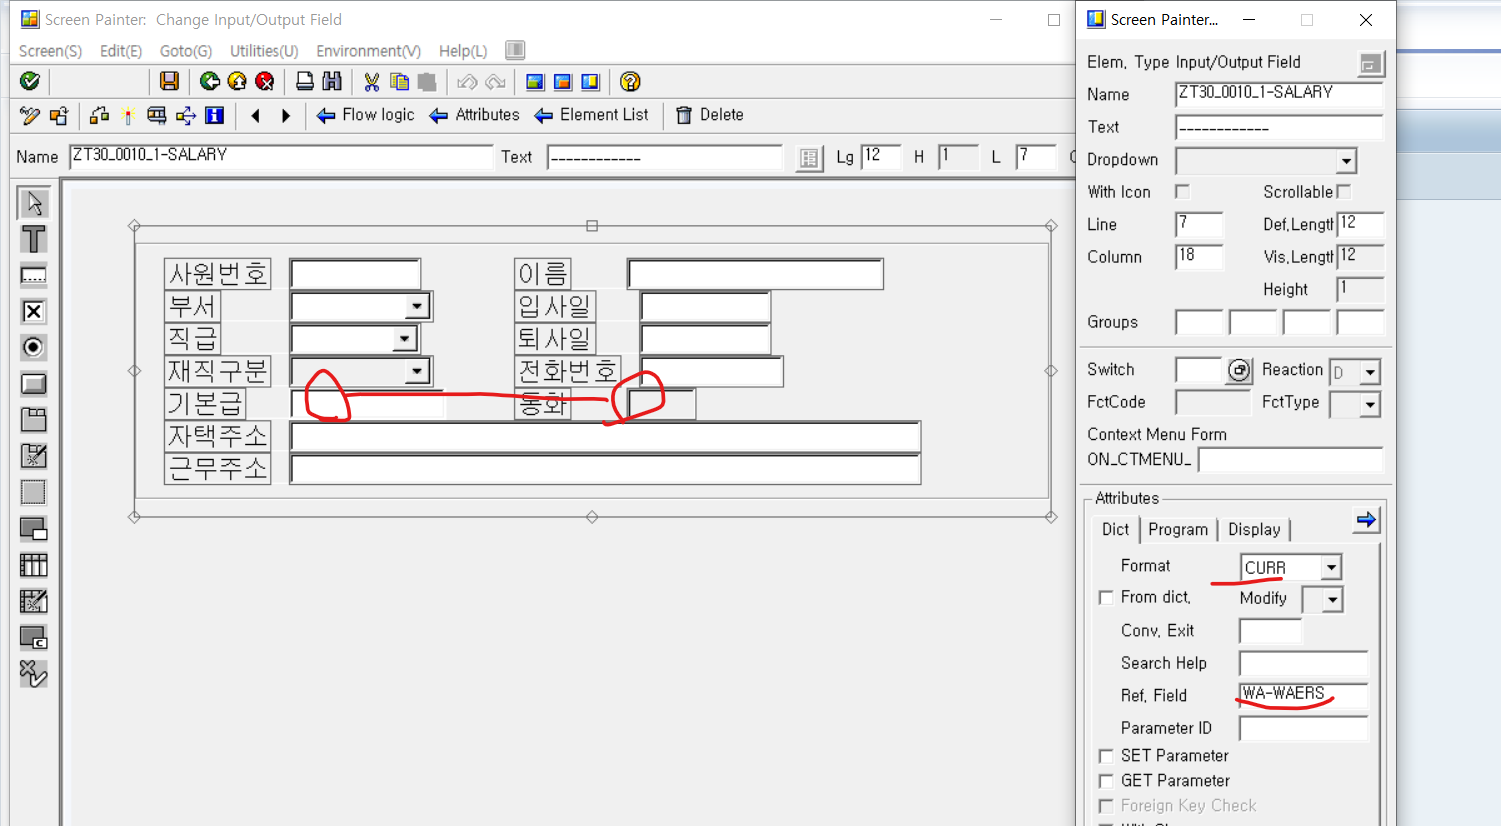 Screen Painter:  Change Input/Output Field
Screen(S) Edit(E) Goto(G) Utilities(U) Environment(V) Help(L)
Flow logic Attributes Element List Delete
Name ZT30_0010_1-SALARY Text ____________ Lg 12 H 1 L 7
사원번호 이름
부서 입사일
직급 퇴사일
재직구분 전화번호
기본급 통화
자택주소
근무주소
Screen Painter...
Elem. Type Input/Output Field
Name ZT30_0010_1-SALARY
Text ____________
Dropdown
With Icon Scrollable
Line 7 Def.Lengt 12
Column 18 Vis.Lengt 12
Height 1
Groups
Switch Reaction D
FctCode FctType
Context Menu Form
ON_CTMENU_
Attributes
Dict Program Display
Format CURR
From dict. Modify
Conv. Exit
Search Help
Ref. Field WA-WAERS
Parameter ID
SET Parameter
GET Parameter
Foreign Key Check